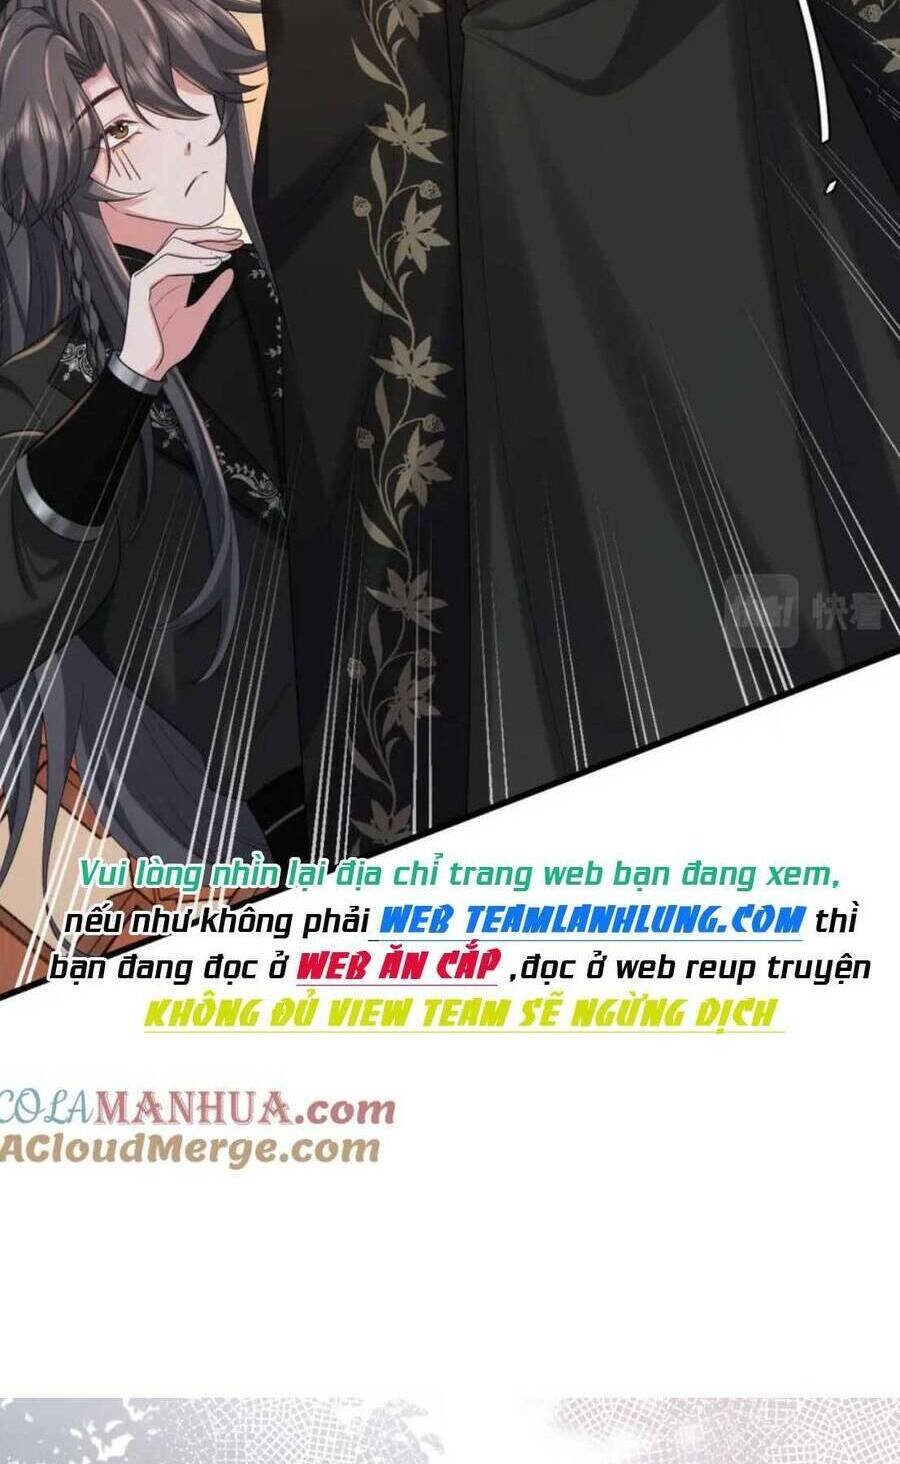 快看
Vui lòng nhìn lại địa chỉ trang web bạn đang xem,
nếu như không phải WEB TEAMLANHLUNG.COM thì
bạn đang đọc ở WEB ĂN CẮP ,đọc ở web reup truyện
KHÔNG ĐỦ VIEW TEAM SẼ NGỪNG DỊCH
COLAMANHUA.com
ACloudMerge.com